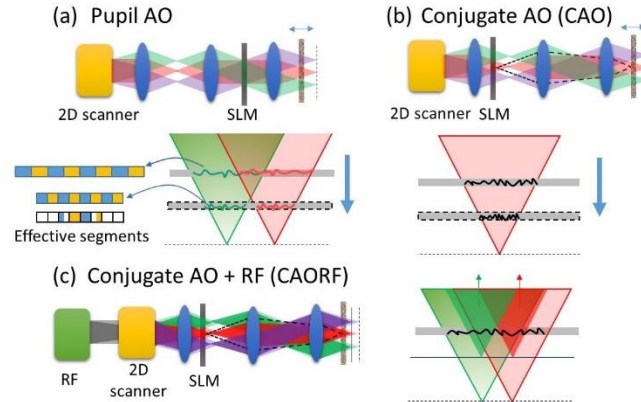 (a) Pupil AO
2D scanner
SLM
Effective segments
(b) Conjugate AO (CAO)
2D scanner
SLM
(c) Conjugate AO + RF (CAORF)
RF
2D
scanner
SLM